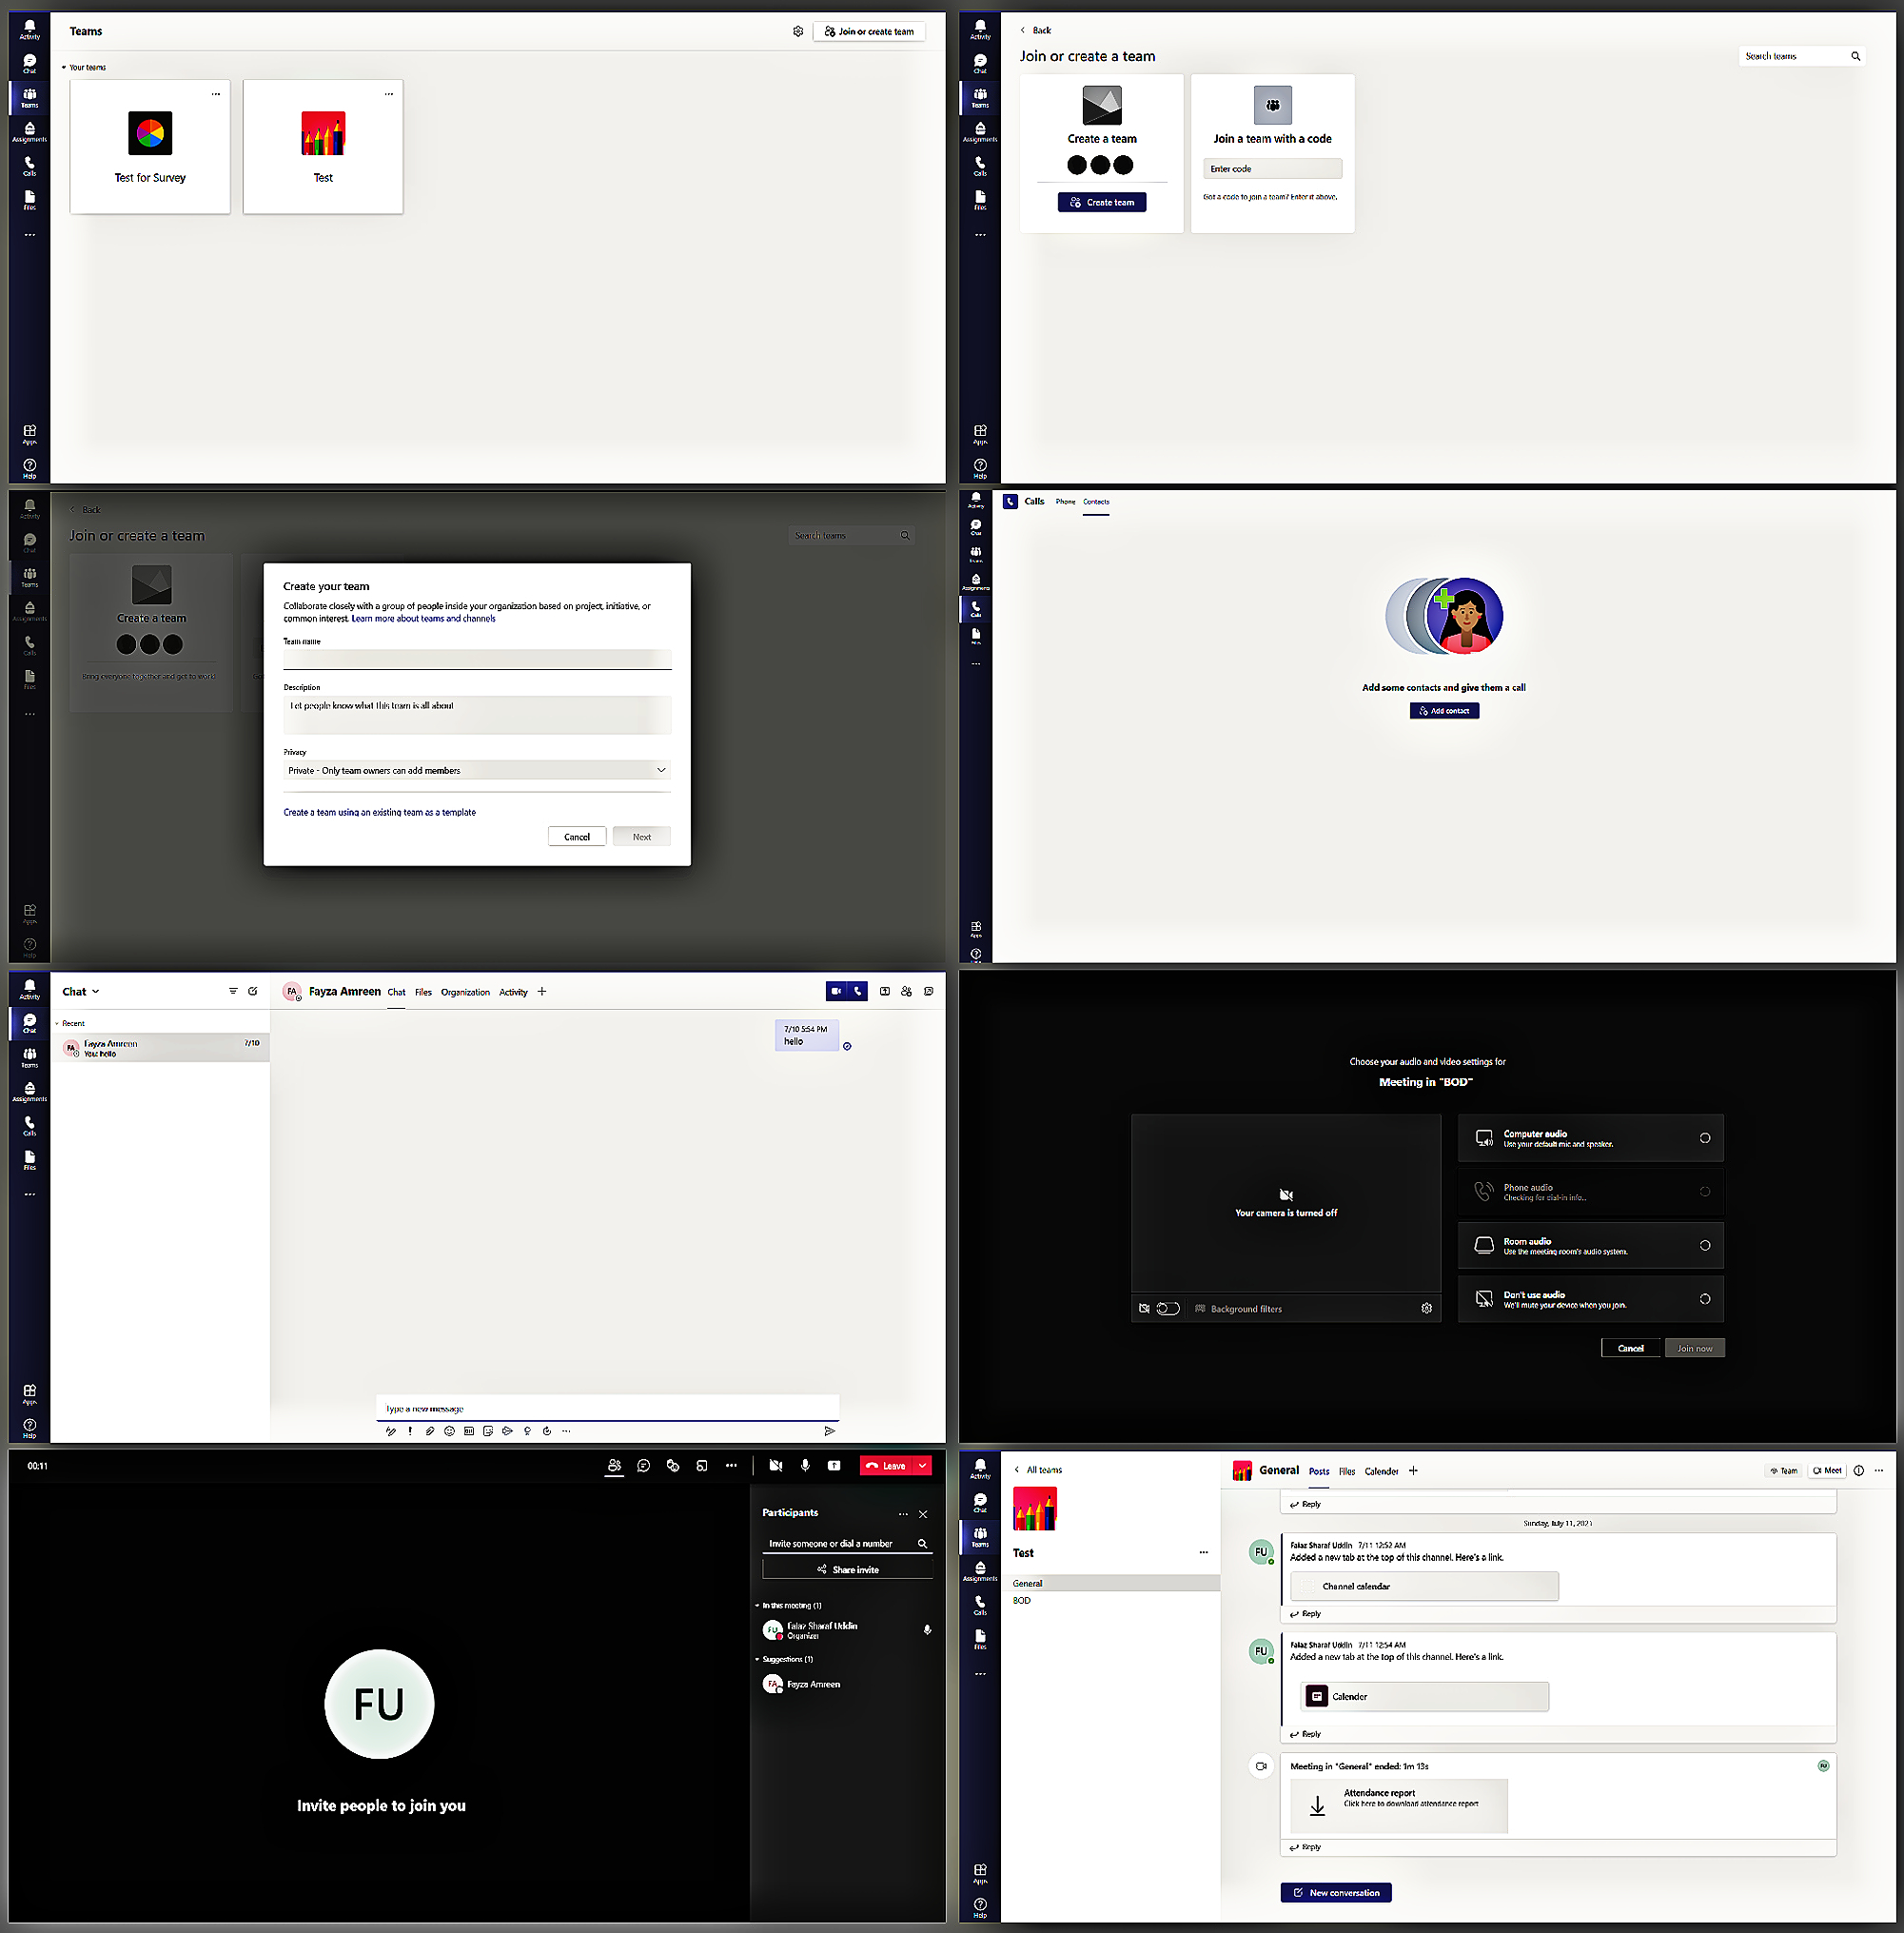 Activity
Chat
Teams
Assignments
Calls
Files
Apps
Help
Teams
Join or create team
Your teams
Test for Survey
Test
Activity
Chat
Teams
Assignments
Calls
Files
Apps
Help
Back
Join or create a team
Search teams
Create a team
Create team
Join a team with a code
Enter code
Got a code to join a team? Enter it above.
Activity
Chat
Teams
Assignments
Calls
Files
Apps
Help
Back
Join or create a team
Search teams
Create a team
Bring everyone together and get to work!
Create your team
Collaborate closely with a group of people inside your organization based on project, initiative, or
common interest. Learn more about teams and channels
Team name
Description
Let people know what this team is all about
Privacy
Private - Only team owners can add members
Create a team using an existing team as a template
Cancel
Next
Activity
Chat
Teams
Assignments
Calls
Files
Apps
Calls
Phone
Contacts
Add some contacts and give them a call
Add contact
Activity
Chat
Teams
Assignments
Calls
Files
Apps
Help
Chat
Recent
Fayza Amreen
7/10
You: hello
FA
Fayza Amreen
Chat
Files
Organization
Activity
7/10 5:54 PM
hello
Type a new message
Choose your audio and video settings for
Meeting in "BOD"
Your camera is turned off
Background filters
Computer audio
Use your default mic and speaker.
Phone audio
Checking for dial-in info...
Room audio
Use the meeting room's audio system.
Don't use audio
We'll mute your device when you join.
Cancel
Join now
00:11
Leave
FU
Invite people to join you
Participants
Invite someone or dial a number
Share invite
In this meeting (1)
FU
Faiaz Sharaf Uddin
Organizer
Suggestions (1)
FA
Fayza Amreen
Activity
Chat
Teams
Assignments
Calls
Files
Apps
Help
All teams
Test
General
BOD
General
Posts
Files
Calender
Team
Meet
Reply
Sunday, July 11, 2021
FU
Faiaz Sharaf Uddin 7/11 12:52 AM
Added a new tab at the top of this channel. Here's a link.
Channel calendar
Reply
FU
Faiaz Sharaf Uddin 7/11 12:54 AM
Added a new tab at the top of this channel. Here's a link.
Calender
Reply
Meeting in "General" ended: 1m 13s
FU
Attendance report
Click here to download attendance report
Reply
New conversation